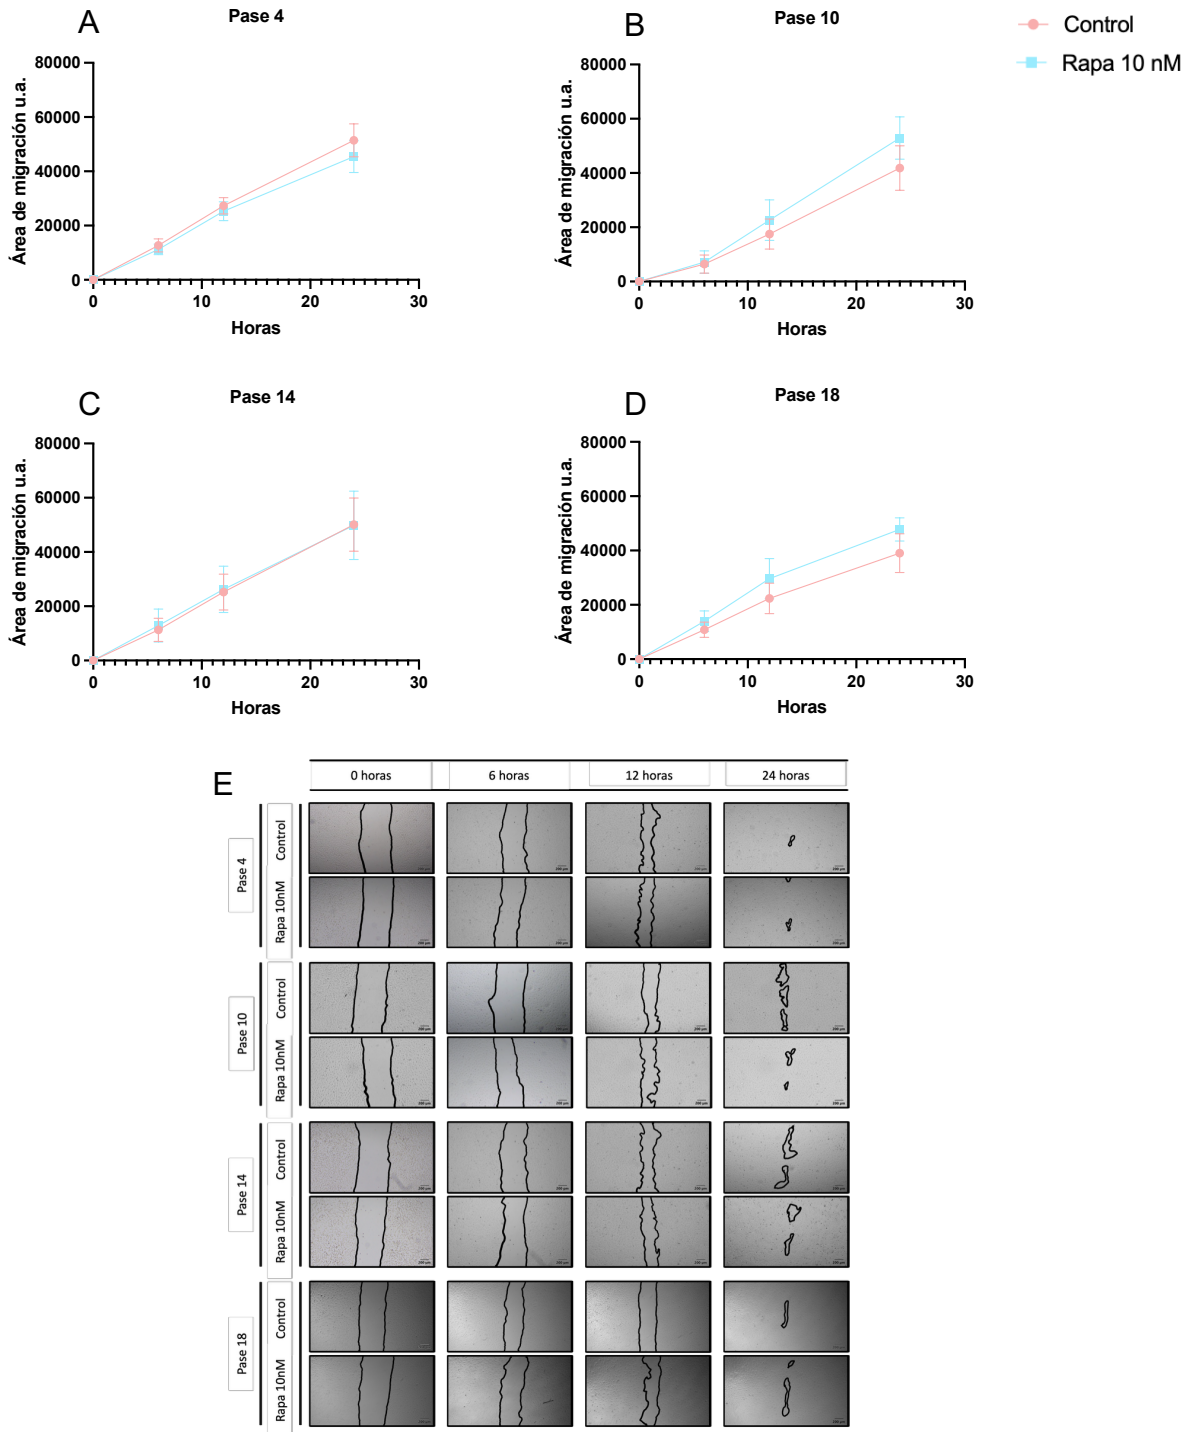 A
Pase 4
80000
60000
40000
20000
0
0
10
20
30
Área de migración u.a.
Horas
B
Pase 10
80000
60000
40000
20000
0
0
10
20
30
Área de migración u.a.
Horas
Control
Rapa 10 nM
C
Pase 14
80000
60000
40000
20000
0
0
10
20
30
Área de migración u.a.
Horas
D
Pase 18
80000
60000
40000
20000
0
0
10
20
30
Área de migración u.a.
Horas
E
0 horas
6 horas
12 horas
24 horas
Pase 4
Control
Rapa 10nM
Pase 10
Control
Rapa 10nM
Pase 14
Control
Rapa 10nM
Pase 18
Control
Rapa 10nM